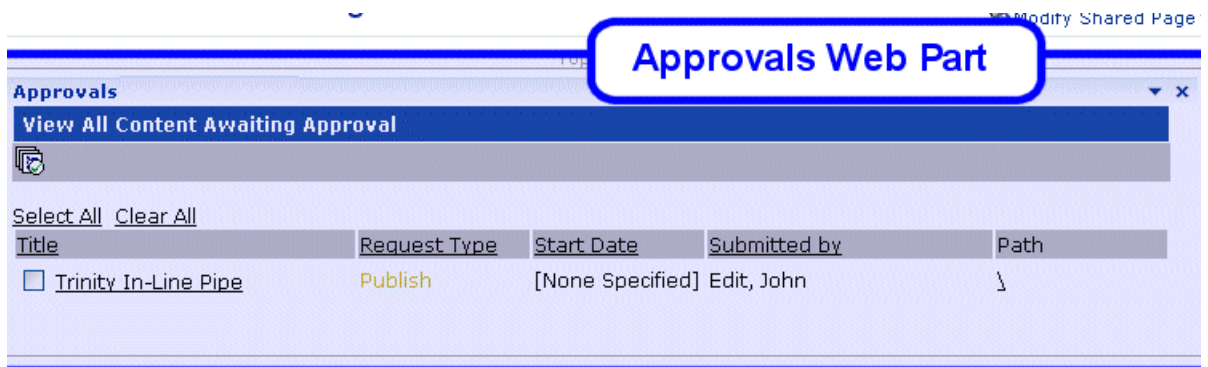 Modify Shared Page
Approvals Web Part
Approvals
View All Content Awaiting Approval
Select All Clear All
Title Request Type Start Date Submitted by Path
Trinity In-Line Pipe Publish [None Specified] Edit, John \